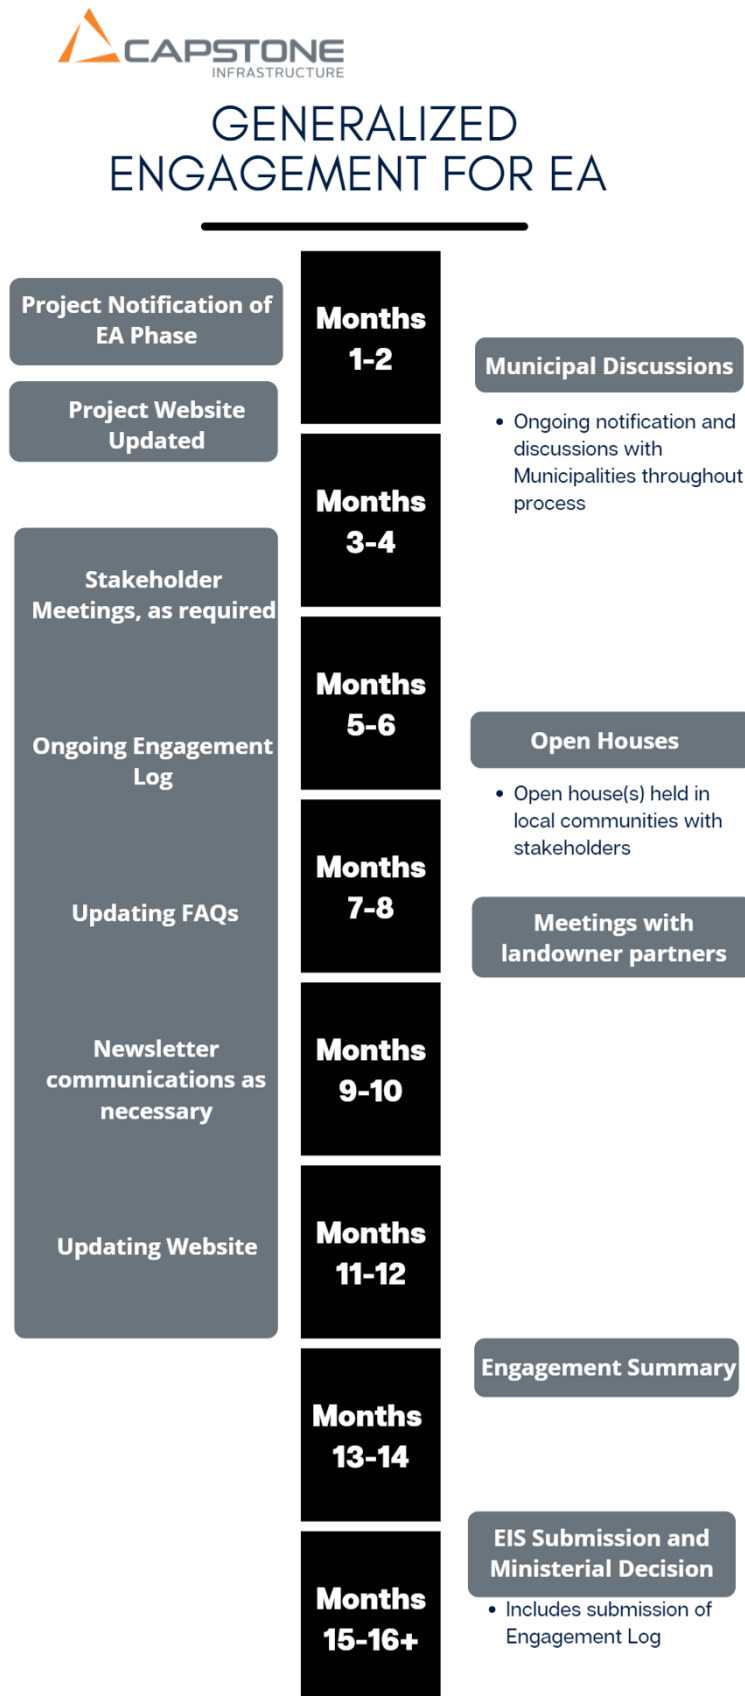 CAPSTONE
INFRASTRUCTURE
GENERALIZED
ENGAGEMENT FOR EA
Project Notification of
EA Phase
Months
1-2
Municipal Discussions
Project Website
Updated
• Ongoing notification and
discussions with
Municipalities throughout
process
Months
3-4
Stakeholder
Meetings, as required
Months
5-6
Ongoing Engagement
Log
Open Houses
• Open house(s) held in
local communities with
stakeholders
Months
7-8
Updating FAQs
Meetings with
landowner partners
Months
9-10
Newsletter
communications as
necessary
Months
11-12
Updating Website
Engagement Summary
Months
13-14
EIS Submission and
Ministerial Decision
• Includes submission of
Engagement Log
Months
15-16+